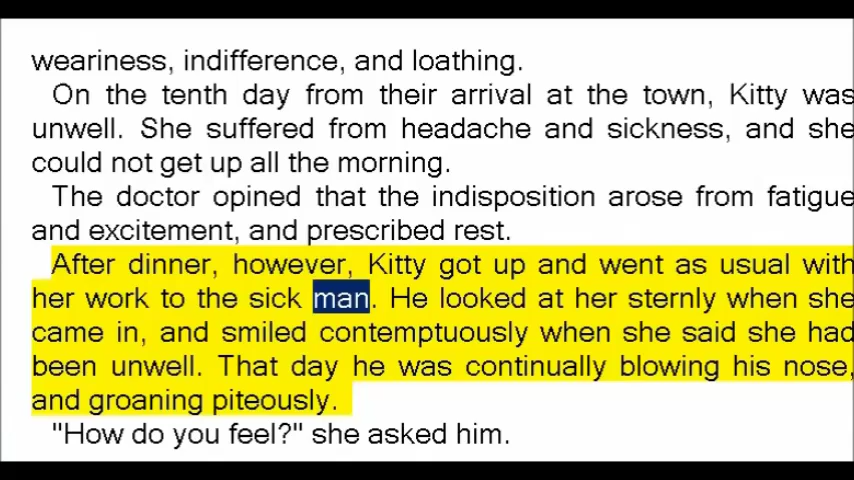 weariness, indifference, and loathing.
On the tenth day from their arrival at the town, Kitty was
unwell. She suffered from headache and sickness, and she
could not get up all the morning.
The doctor opined that the indisposition arose from fatigue
and excitement, and prescribed rest.
After dinner, however, Kitty got up and went as usual with
her work to the sick man. He looked at her sternly when she
came in, and smiled contemptuously when she said she had
been unwell. That day he was continually blowing his nose,
and groaning piteously.
"How do you feel?" she asked him.